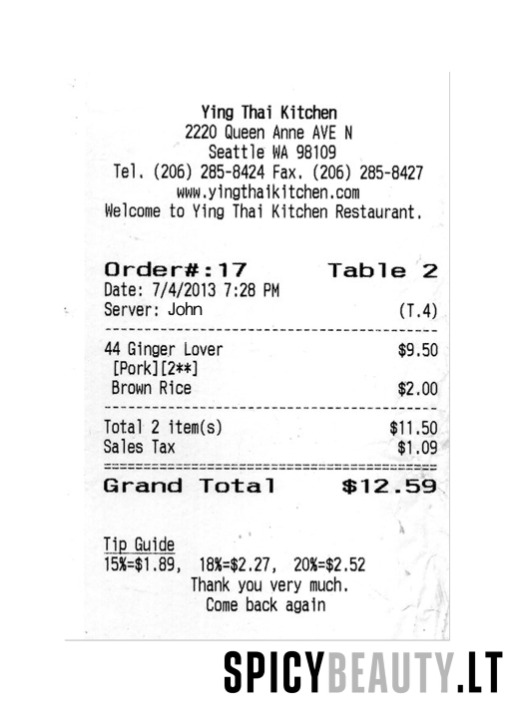 Ying Thai Kitchen
2220 Queen Anne AVE N
Seattle WA 98109
Tel. (206) 285-8424 Fax. (206) 285-8427
www.yingthaikitchen.com
Welcome to Ying Thai Kitchen Restaurant.
Order#:17 Table 2
Date: 7/4/2013 7:28 PM
Server: John (T.4)
44 Ginger Lover $9.50
[Pork][2**]
Brown Rice $2.00
Total 2 item(s) $11.50
Sales Tax $1.09
Grand Total $12.59
Tip Guide
15%=$1.89, 18%=$2.27, 20%=$2.52
Thank you very much.
Come back again
SPICYBEAUTY.LT